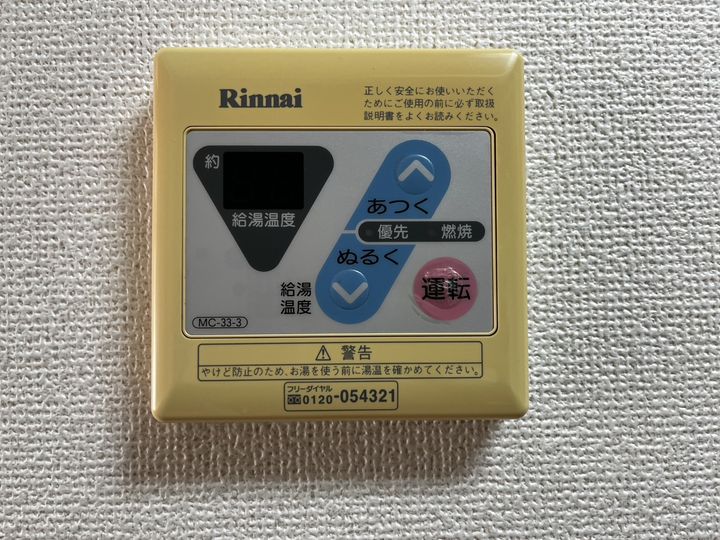 Rinnai
正しく安全にお使いいただく
ためにご使用の前に必ず取扱
説明書をよくお読みください。
約
給湯温度
あつく
優先 燃焼
ぬるく
給湯
温度
運転
MC-33-3
⚠ 警告
やけど防止のため、お湯を使う前に湯温を確かめてください。
フリーダイヤル
0120-054321